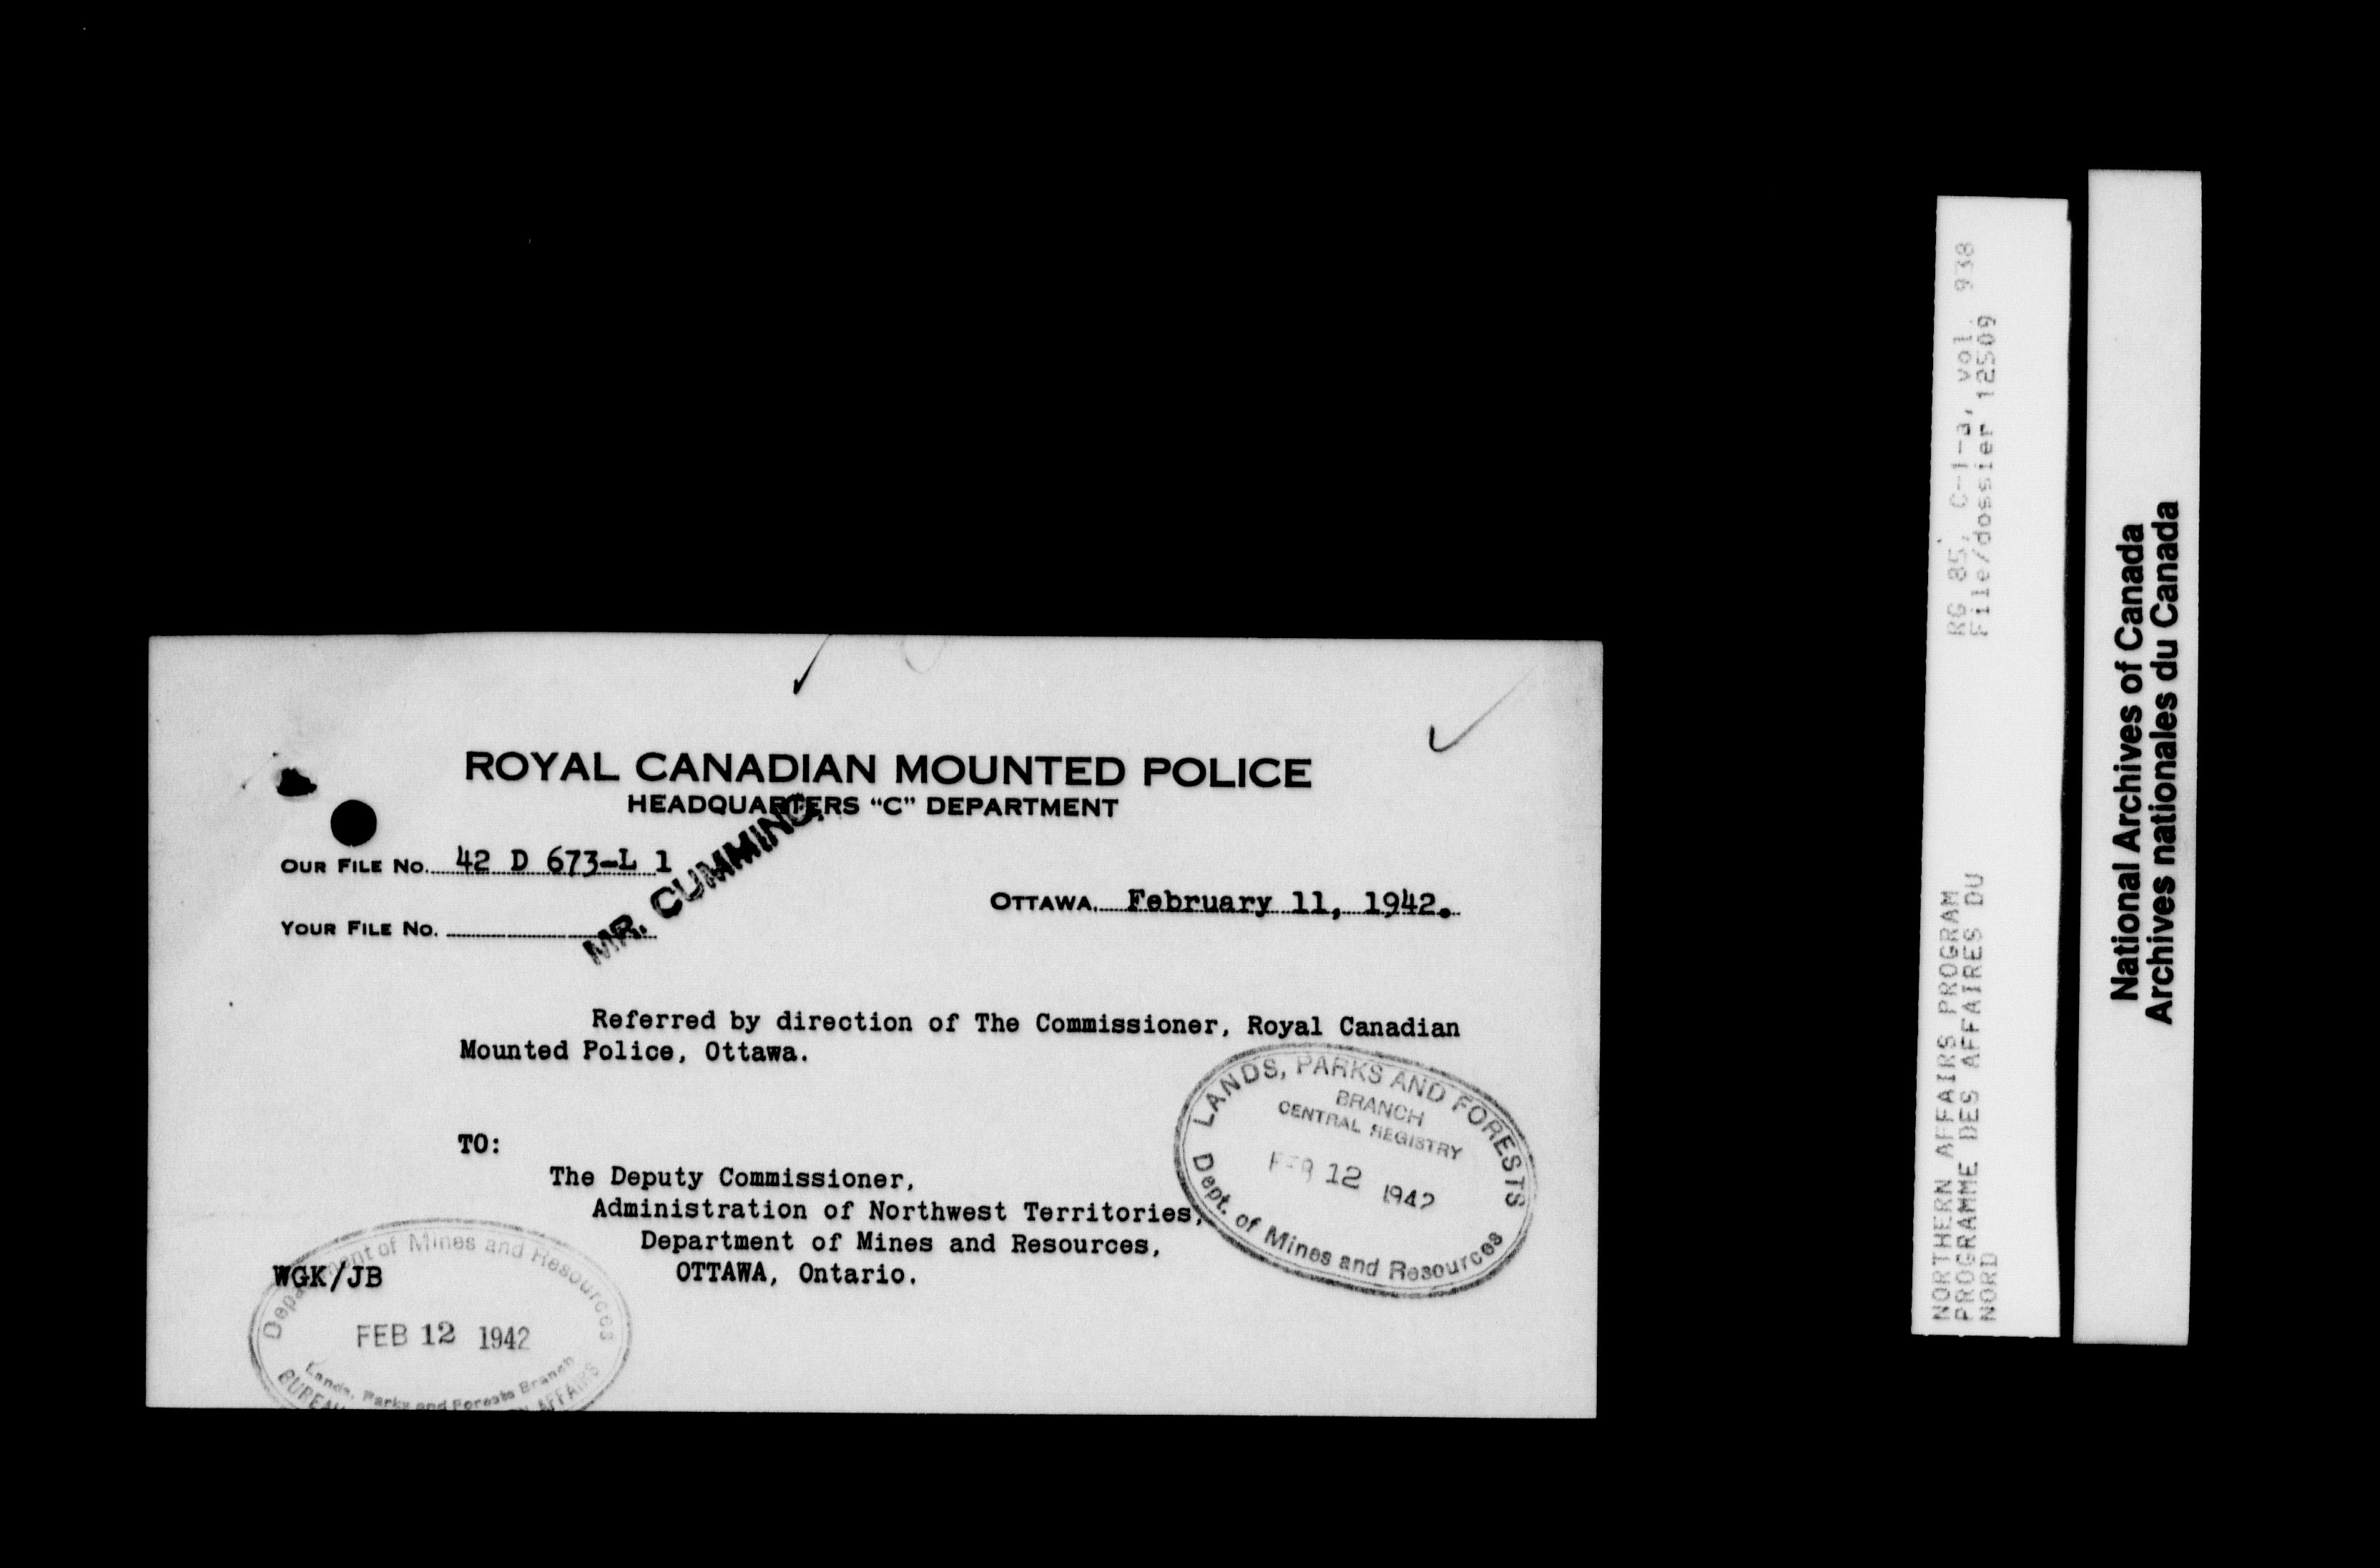 ROYAL CANADIAN MOUNTED POLICE
HEADQUARTERS “C” DEPARTMENT
OUR FILE NO. 42 D 673-L 1
MR. CUMMING.
OTTAWA. February 11, 1942.
YOUR FILE NO.
Referred by direction of The Commissioner, Royal Canadian
Mounted Police, Ottawa.
LANDS, PARKS AND FORESTS
BRANCH
CENTRAL REGISTRY
FEB 12 1942
Dept. of Mines and Resources
TO:
The Deputy Commissioner,
Administration of Northwest Territories,
Department of Mines and Resources,
OTTAWA, Ontario.
WGK/JB
Department of Mines and Resources
FEB 12 1942
Lands, Parks and Forests Branch
BUREAU AFFAIRS
RG 85, C-1-a, vol. 938
File/dossier 12509
NORTHERN AFFAIRS PROGRAM
PROGRAMME DES AFFAIRES DU
NORD
National Archives of Canada
Archives nationales du Canada